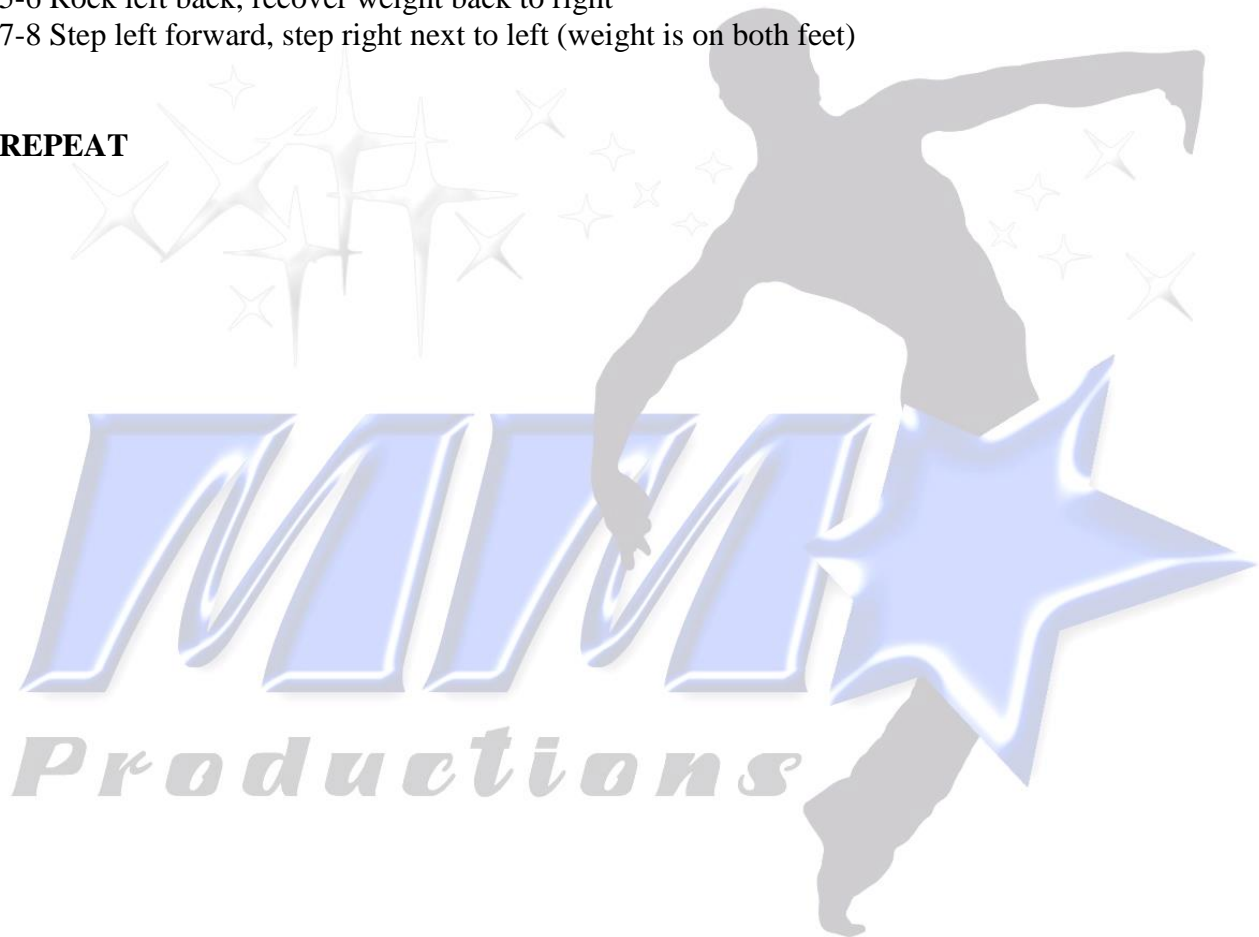 5-6 Rock left back, recover weight back to right
7-8 Step left forward, step right next to left (weight is on both feet)
REPEAT
MM
Productions